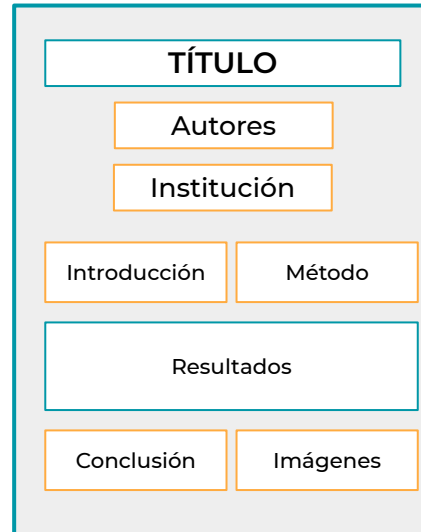 TÍTULO
Autores
Institución
Introducción Método
Resultados
Conclusión Imágenes